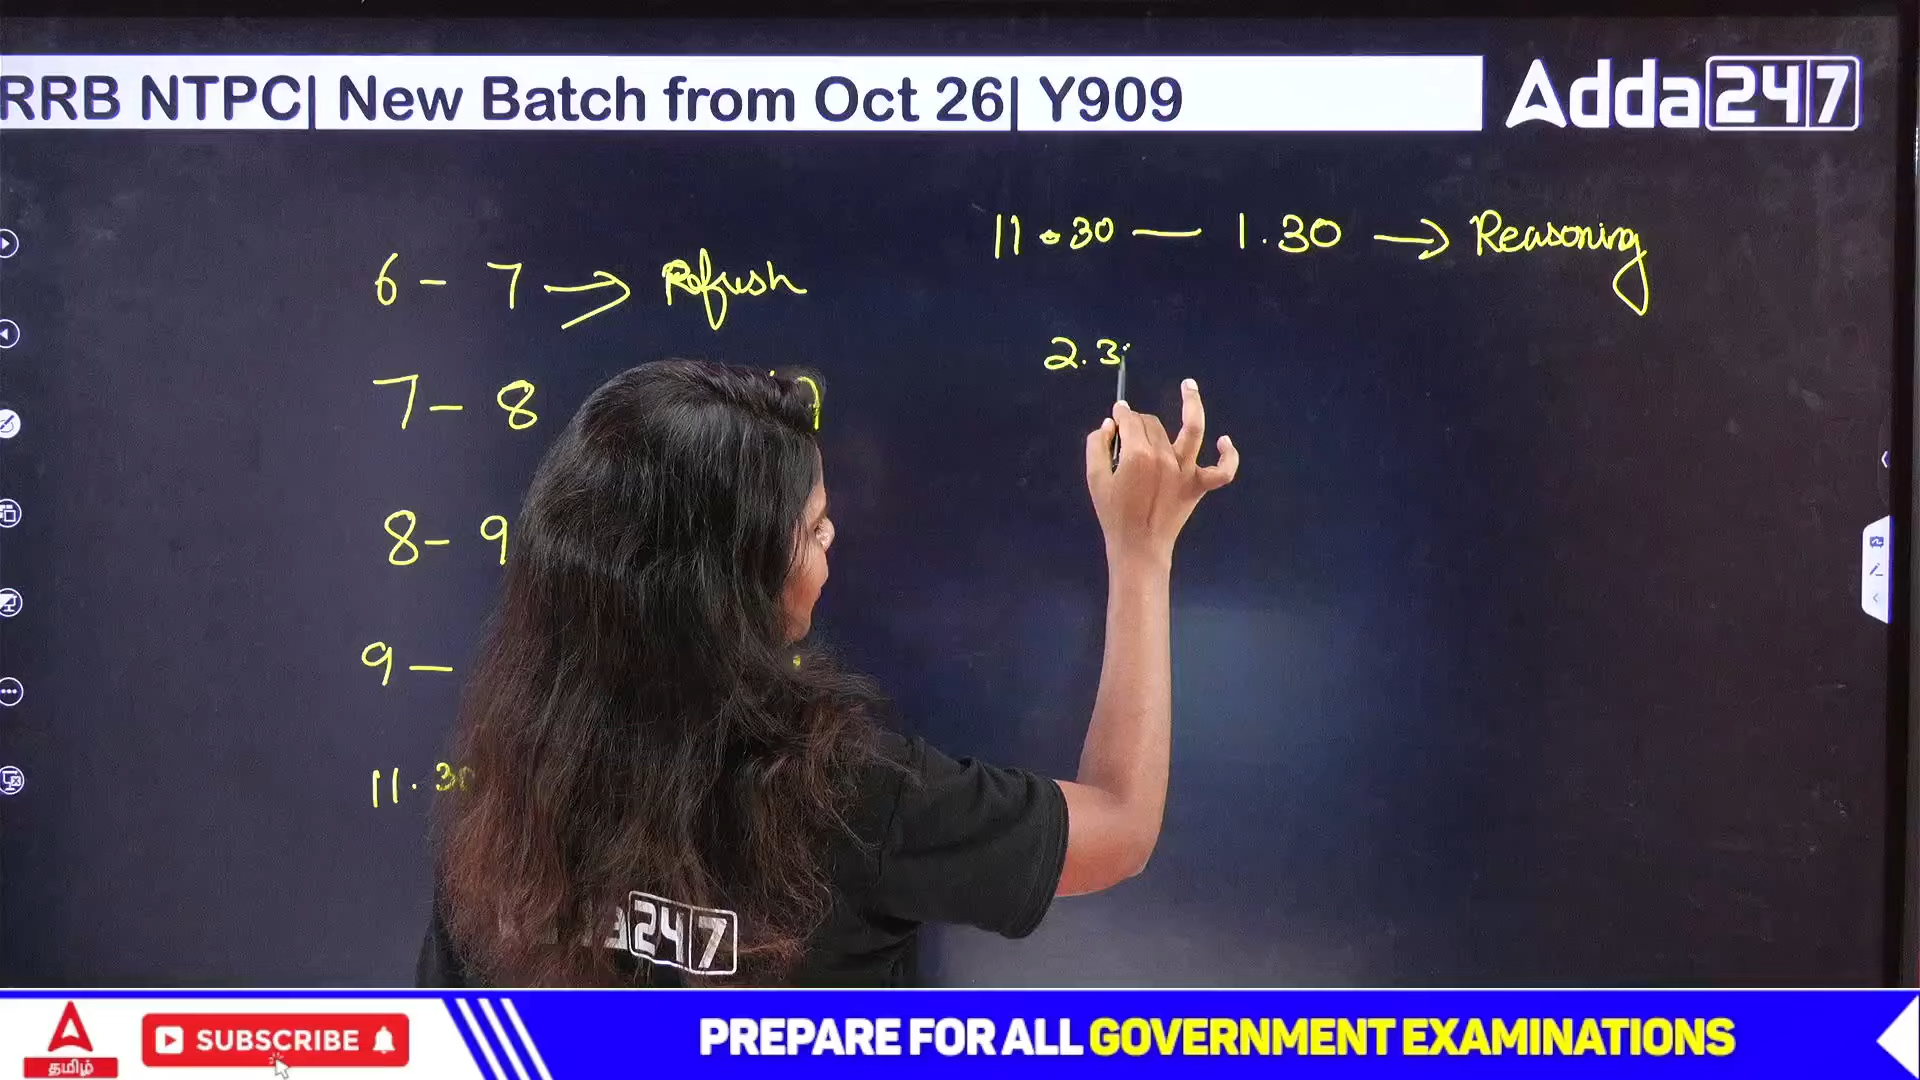 RRB NTPC| New Batch from Oct 26| Y909
Adda247
6 - 7 → Refresh
7 - 8
8 - 9
9 -
11.30
11.30 — 1.30 → Reasoning
2.3
247
தமிழ்
SUBSCRIBE
PREPARE FOR ALL GOVERNMENT EXAMINATIONS